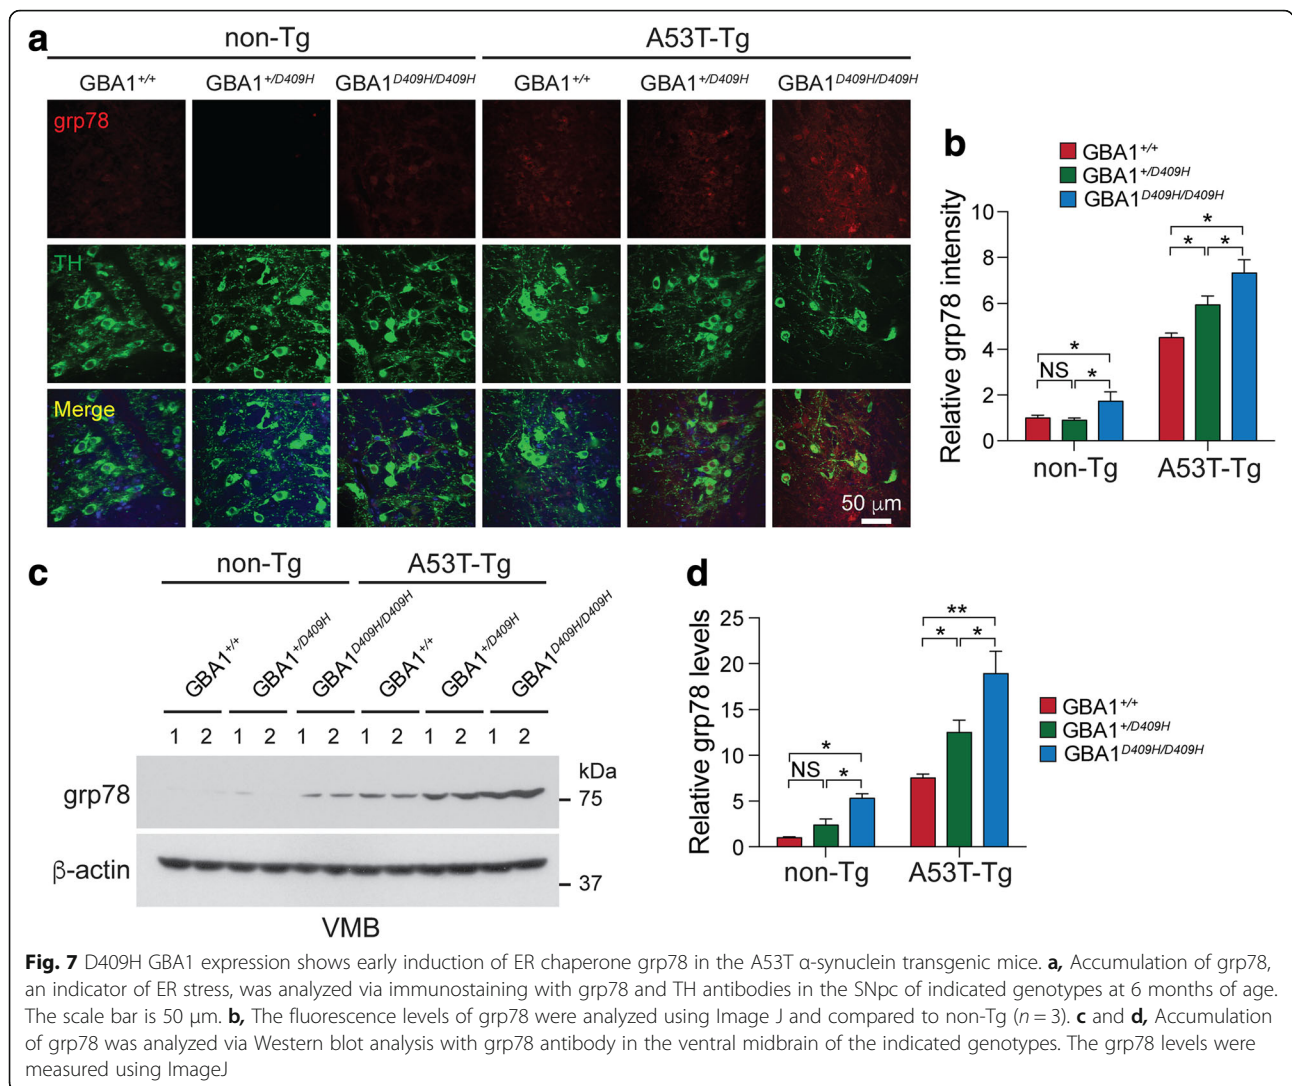 a
non-Tg
A53T-Tg
GBA1+/+
GBA1+/D409H
GBA1D409H/D409H
GBA1+/+
GBA1+/D409H
GBA1D409H/D409H
grp78
TH
Merge
50 μm
b
GBA1+/+
GBA1+/D409H
GBA1D409H/D409H
Relative grp78 intensity
10
8
6
4
2
0
*
NS
*
*
*
*
non-Tg
A53T-Tg
c
non-Tg
A53T-Tg
GBA1+/+
GBA1+/D409H
GBA1D409H/D409H
GBA1+/+
GBA1+/D409H
GBA1D409H/D409H
1 2 1 2 1 2 1 2 1 2 1 2
kDa
grp78
75
β-actin
37
VMB
d
Relative grp78 levels
25
20
15
10
5
0
*
NS
*
**
*
*
non-Tg
A53T-Tg
GBA1+/+
GBA1+/D409H
GBA1D409H/D409H
Fig. 7 D409H GBA1 expression shows early induction of ER chaperone grp78 in the A53T α-synuclein transgenic mice. a, Accumulation of grp78,
an indicator of ER stress, was analyzed via immunostaining with grp78 and TH antibodies in the SNpc of indicated genotypes at 6 months of age.
The scale bar is 50 μm. b, The fluorescence levels of grp78 were analyzed using Image J and compared to non-Tg (n = 3). c and d, Accumulation
of grp78 was analyzed via Western blot analysis with grp78 antibody in the ventral midbrain of the indicated genotypes. The grp78 levels were
measured using ImageJ